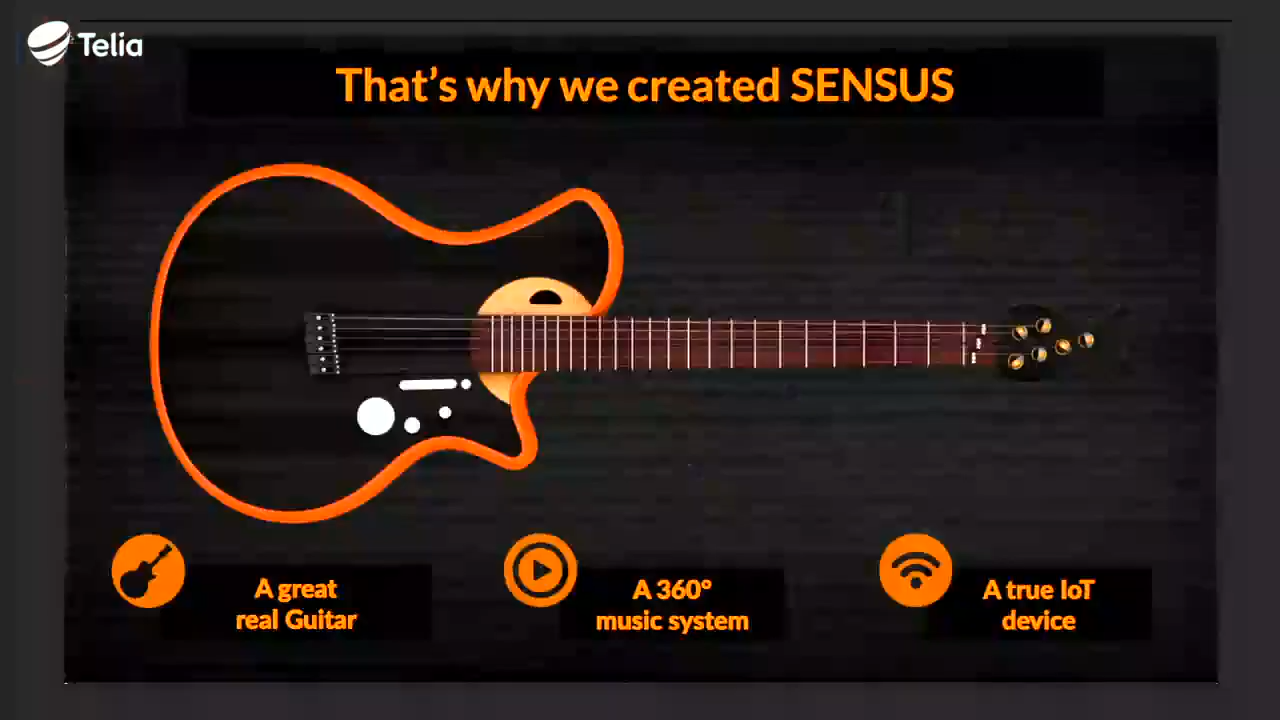 Telia
That's why we created SENSUS
A great
real Guitar
A 360°
music system
A true IoT
device